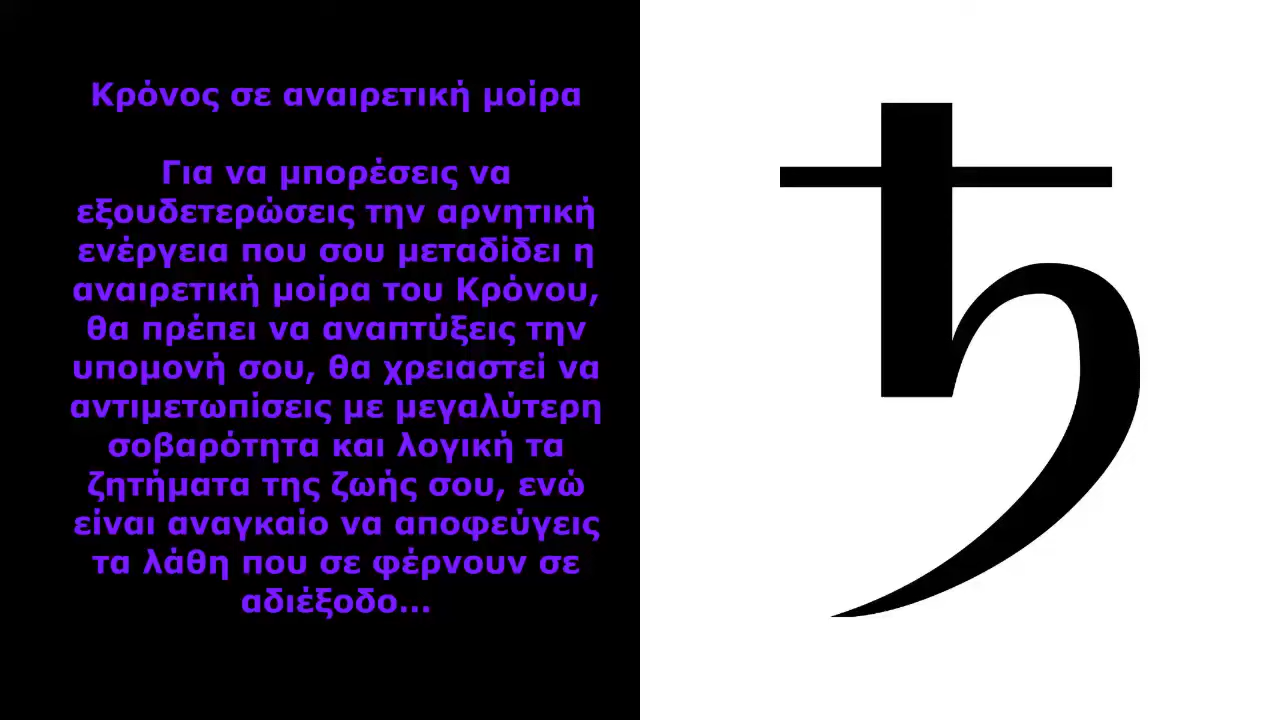 Κρόνος σε αναιρετική μοίρα
Για να μπορέσεις να
εξουδετερώσεις την αρνητική
ενέργεια που σου μεταδίδει η
αναιρετική μοίρα του Κρόνου,
θα πρέπει να αναπτύξεις την
υπομονή σου, θα χρειαστεί να
αντιμετωπίσεις με μεγαλύτερη
σοβαρότητα και λογική τα
ζητήματα της ζωής σου, ενώ
είναι αναγκαίο να αποφεύγεις
τα λάθη που σε φέρνουν σε
αδιέξοδο...